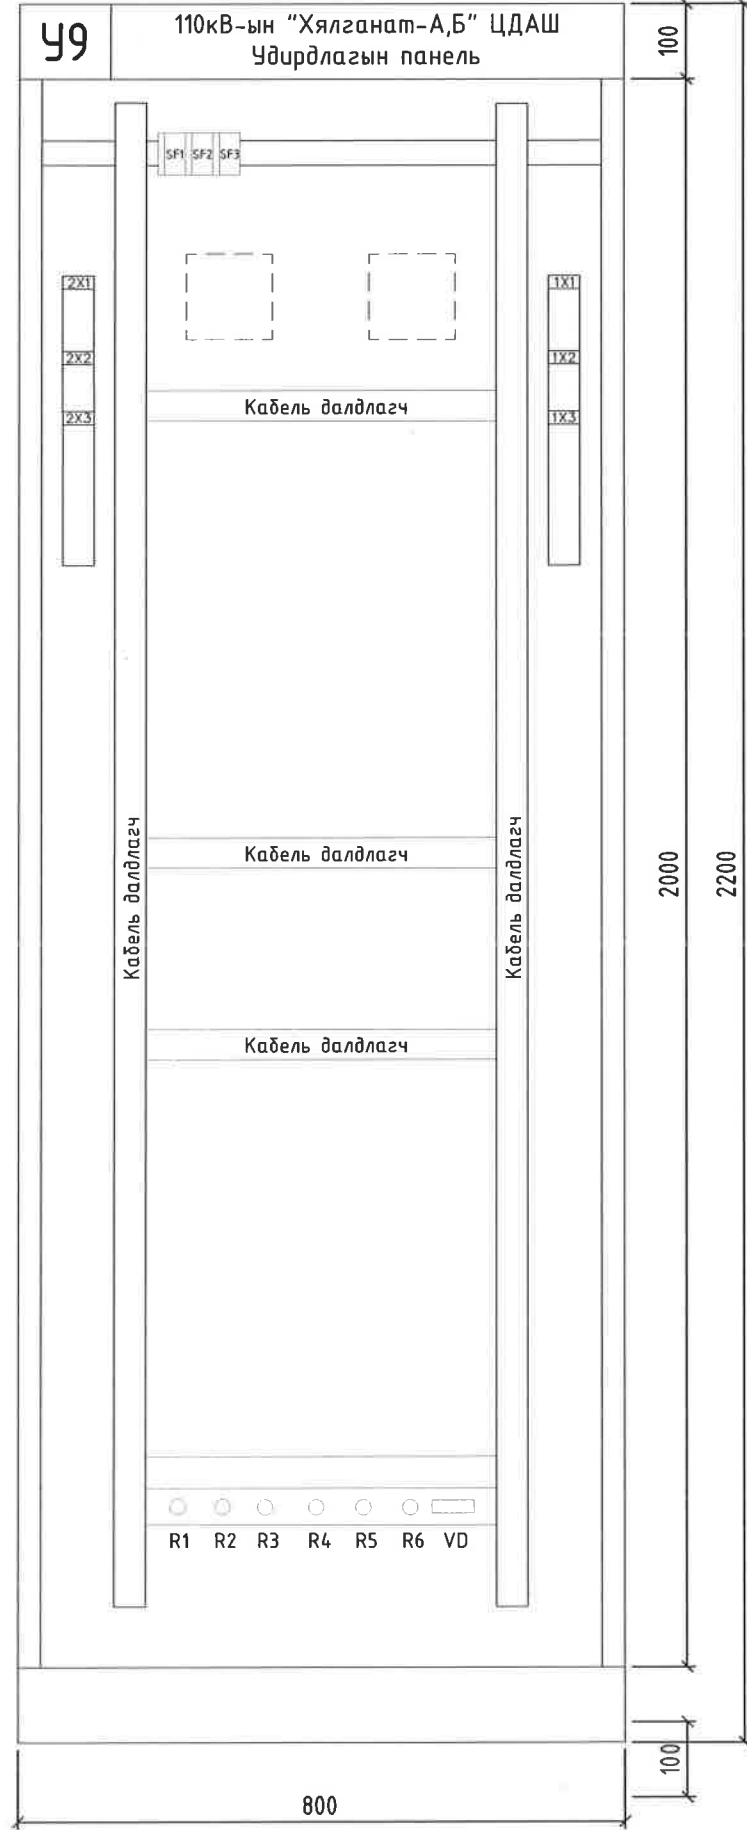 У9
110кВ-ын "Хялганат-А,Б" ЦДАШ
Удирдлагын панель
100
SF1 SF2 SF3
2X1
1X1
2X2
1X2
2X3
1X3
Кабель далдлагч
Кабель далдлагч
Кабель далдлагч
Кабель далдлагч
2000
2200
Кабель далдлагч
R1 R2 R3 R4 R5 R6 VD
100
800